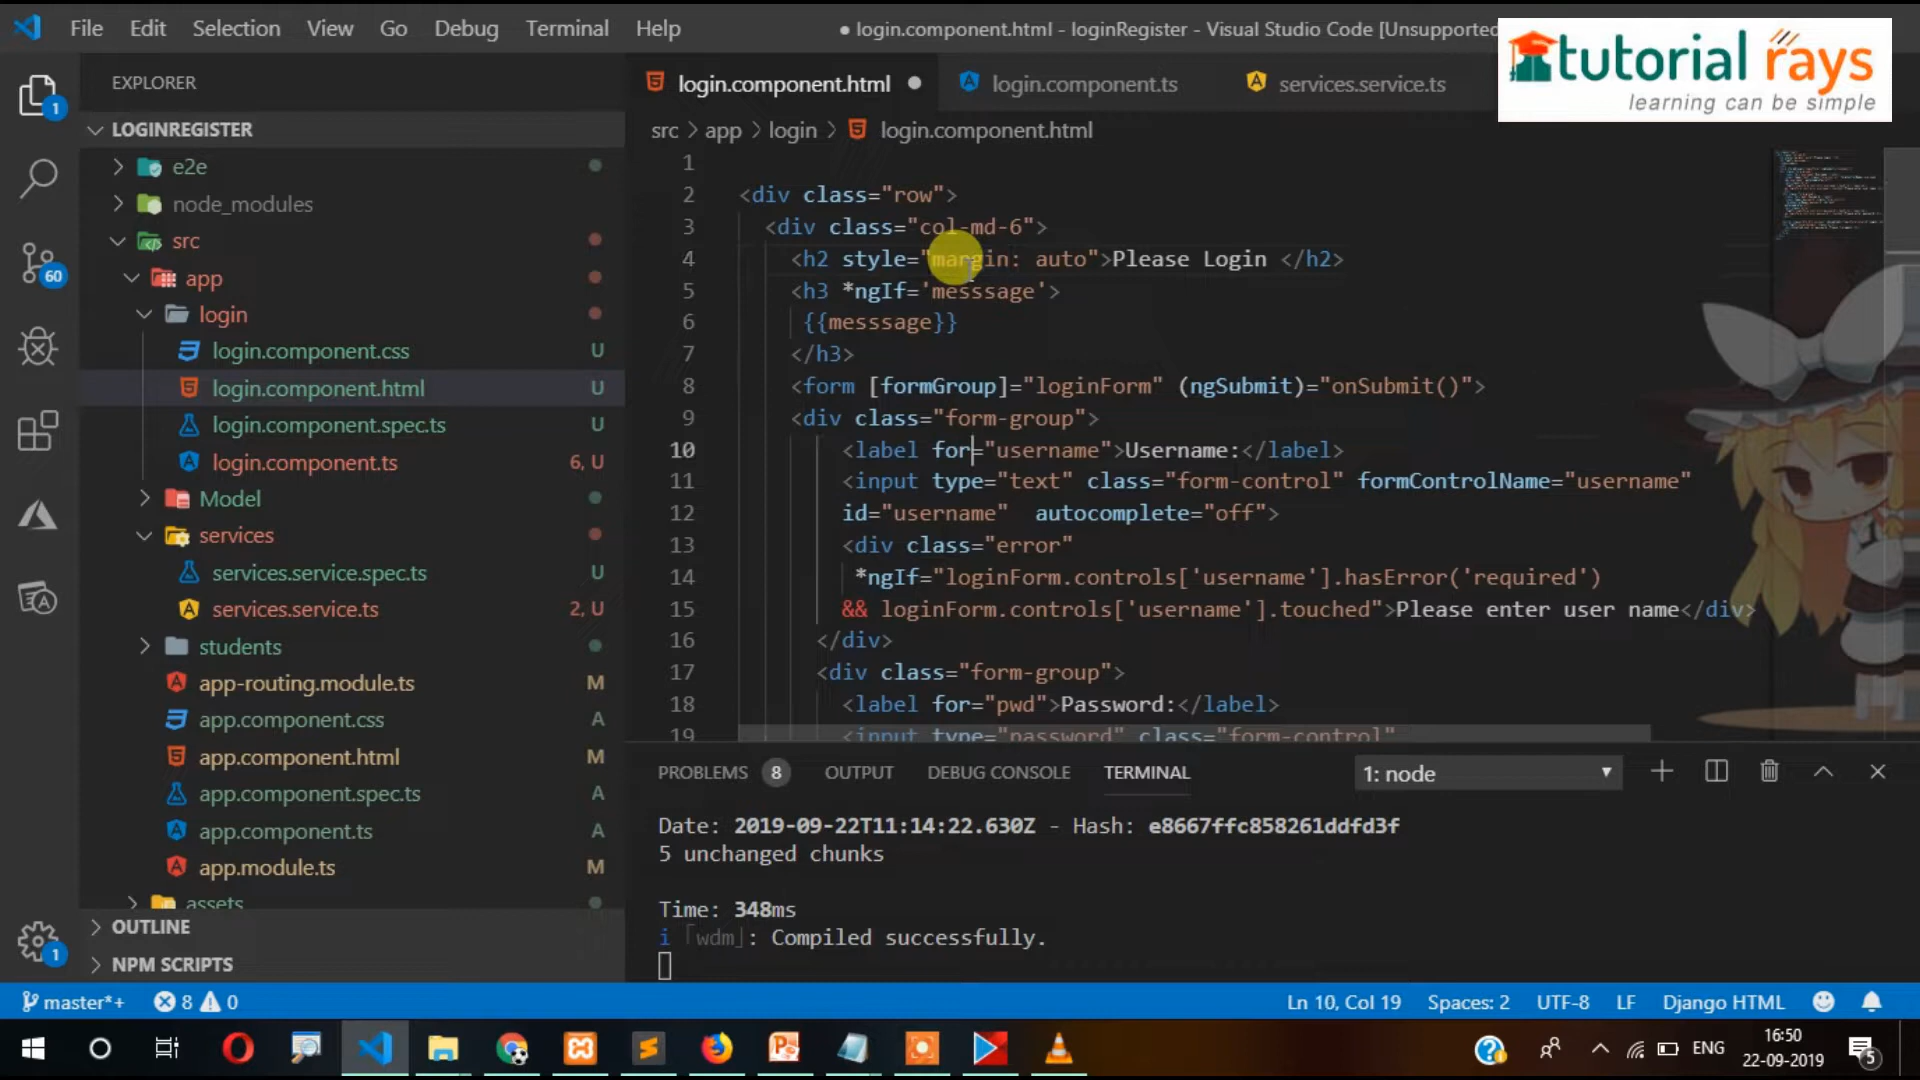 File Edit Selection View Go Debug Terminal Help
● login.component.html - loginRegister - Visual Studio Code [Unsupported
tutorial rays
learning can be simple
EXPLORER
1
LOGINREGISTER
e2e
node_modules
src
app
60
login
login.component.css U
login.component.html U
login.component.spec.ts U
login.component.ts 6, U
Model
services
services.service.spec.ts U
services.service.ts 2, U
students
app-routing.module.ts M
app.component.css A
app.component.html M
app.component.spec.ts A
app.component.ts A
app.module.ts M
assets
OUTLINE
1
NPM SCRIPTS
login.component.html ● login.component.ts services.service.ts
src > app > login > login.component.html
1
2 <div class="row">
3 <div class="col-md-6">
4 <h2 style="margin: auto">Please Login </h2>
5 <h3 *ngIf='messsage'>
6 {{messsage}}
7 </h3>
8 <form [formGroup]="loginForm" (ngSubmit)="onSubmit()">
9 <div class="form-group">
10 <label for="username">Username:</label>
11 <input type="text" class="form-control" formControlName="username"
12 id="username" autocomplete="off">
13 <div class="error"
14 *ngIf="loginForm.controls['username'].hasError('required')
15 && loginForm.controls['username'].touched">Please enter user name</div>
16 </div>
17 <div class="form-group">
18 <label for="pwd">Password:</label>
19 <input type="password" class="form-control"
PROBLEMS 8 OUTPUT DEBUG CONSOLE TERMINAL 1: node
Date: 2019-09-22T11:14:22.630Z - Hash: e8667ffc858261ddfd3f
5 unchanged chunks
Time: 348ms
i ｢wdm｣: Compiled successfully.
master*+ 8 0 Ln 10, Col 19 Spaces: 2 UTF-8 LF Django HTML
ENG 16:50
22-09-2019
5